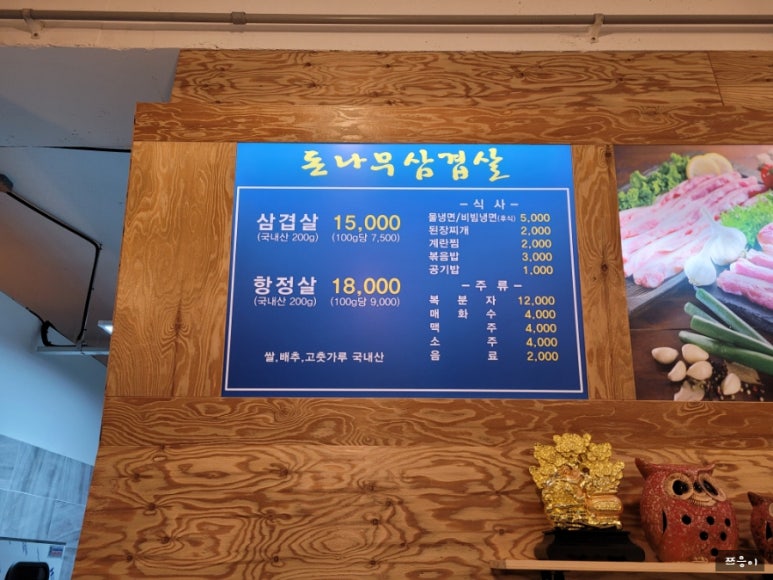 돈나무삼겹살
삼겹살 15,000
(국내산 200g) (100g당 7,500)
항정살 18,000
(국내산 200g) (100g당 9,000)
쌀.배추.고춧가루 국내산
- 식 사 -
물냉면/비빔냉면(후식) 5,000
된장찌개 2,000
계란찜 2,000
볶음밥 3,000
공기밥 1,000
- 주 류 -
복 분 자 12,000
매 화 수 4,000
맥 주 4,000
소 주 4,000
음 료 2,000
쯔응이